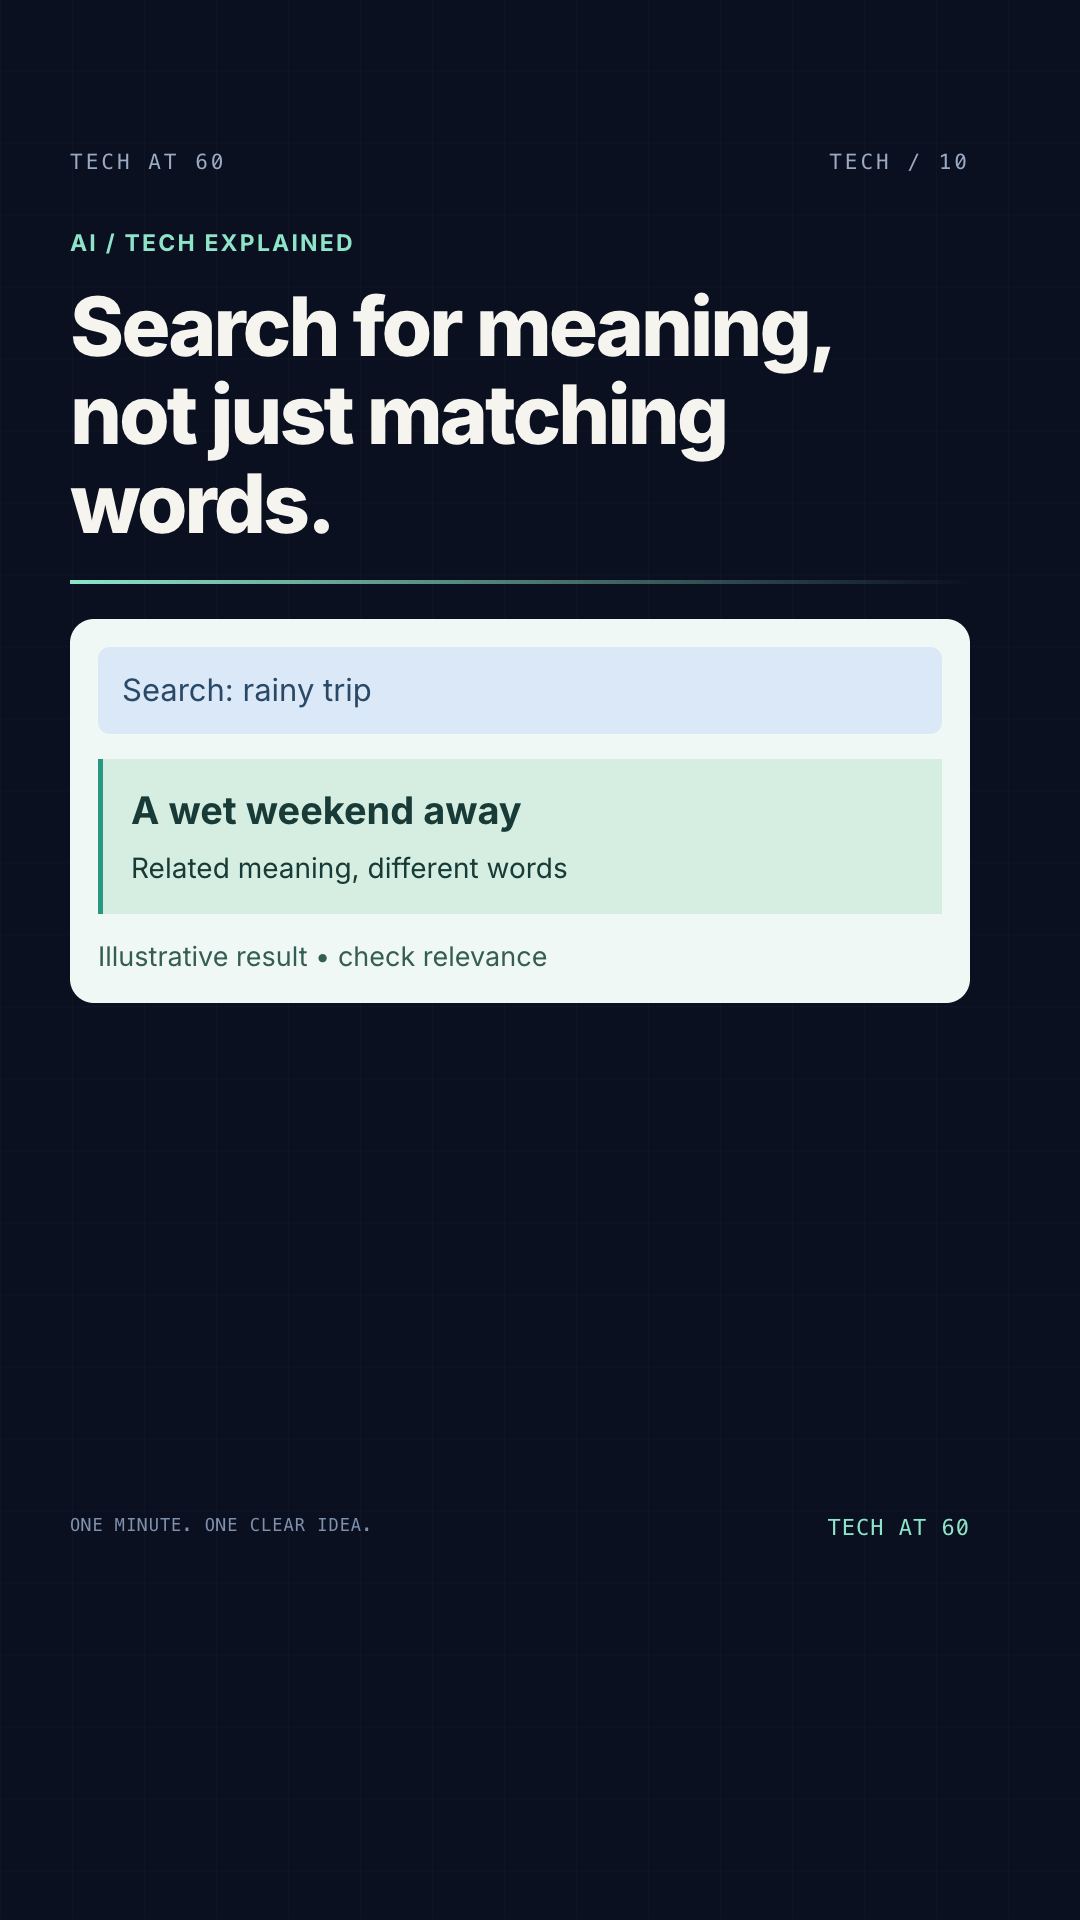 TECH AT 60
TECH / 10
AI / TECH EXPLAINED
Search for meaning,
not just matching
words.
Search: rainy trip
A wet weekend away
Related meaning, different words
Illustrative result • check relevance
ONE MINUTE. ONE CLEAR IDEA.
TECH AT 60